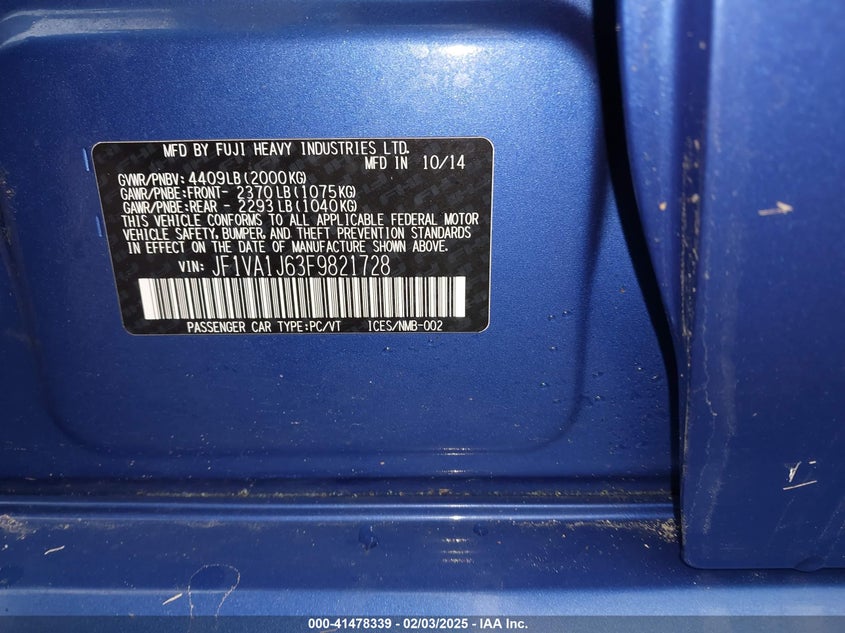 MFD BY FUJI HEAVY INDUSTRIES LTD.
MFD IN 10/14
GVWR/PNBV: 4409LB(2000KG)
GAWR/PNBE:FRONT- 2370LB(1075KG)
GAWR/PNBE:REAR - 2293LB(1040KG)
THIS VEHICLE CONFORMS TO ALL APPLICABLE FEDERAL MOTOR
VEHICLE SAFETY, BUMPER, AND THEFT PREVENTION STANDARDS
IN EFFECT ON THE DATE OF MANUFACTURE SHOWN ABOVE.
VIN: JF1VA1J63F9821728
PASSENGER CAR TYPE:PC/VT ICES/NMB-002
000-41478339 - 02/03/2025 - IAA Inc.